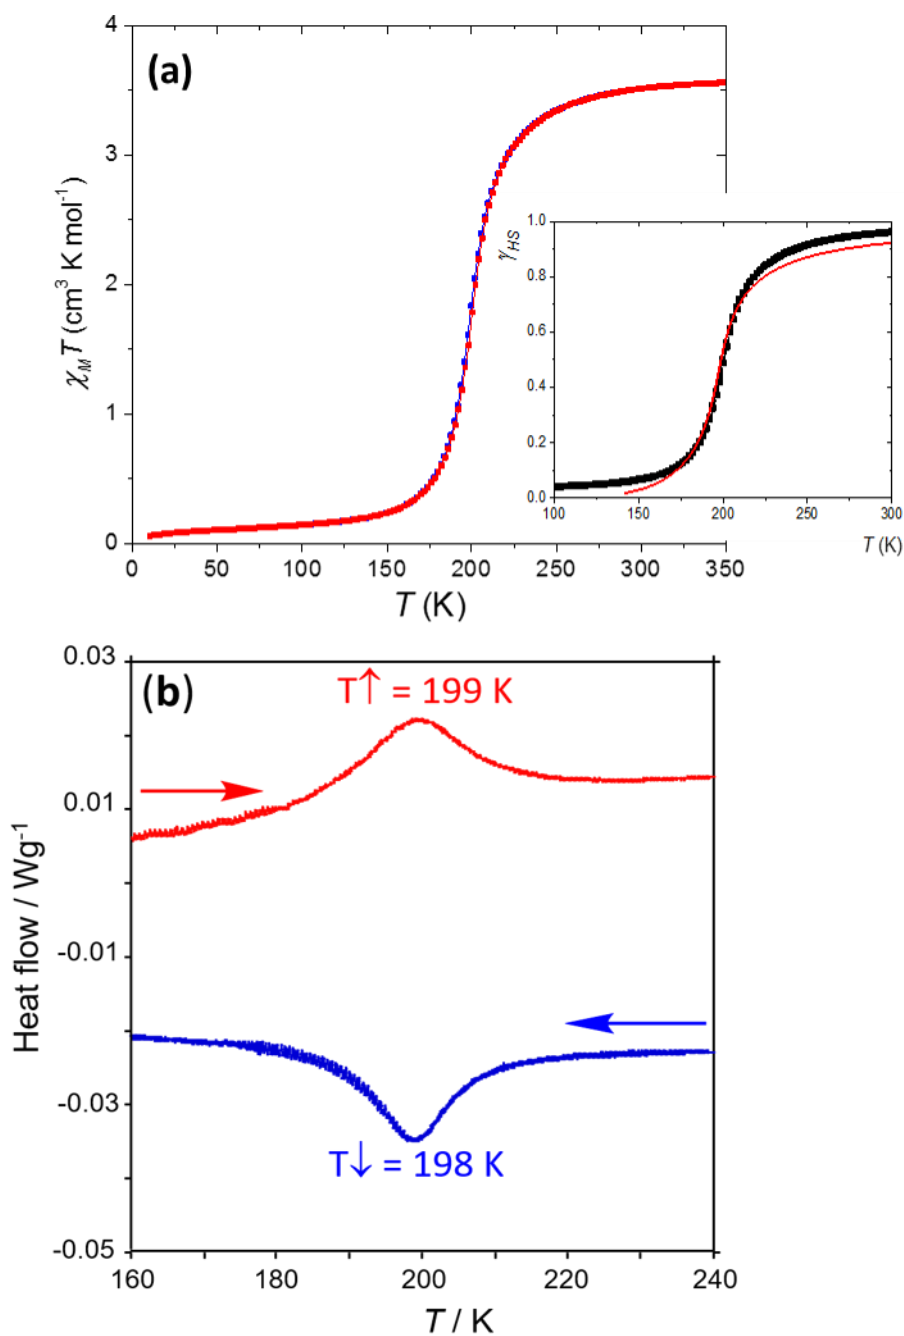 (a)
4
3
2
1
0
χM T (cm³ K mol⁻¹)
0 50 100 150 200 250 300 350
T (K)
γHS
1.0
0.8
0.6
0.4
0.2
0.0
100 150 200 250 300
T (K)
(b)
0.03
0.01
-0.01
-0.03
-0.05
Heat flow / Wg⁻¹
T↑ = 199 K
T↓ = 198 K
160 180 200 220 240
T / K